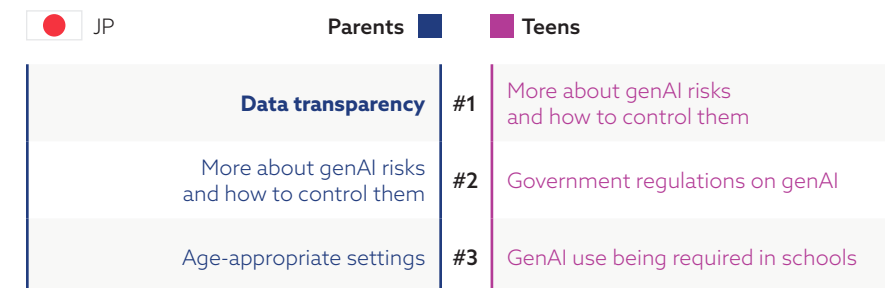 JP
Parents
Teens
Data transparency
#1
More about genAI risks
and how to control them
More about genAI risks
and how to control them
#2
Government regulations on genAI
Age-appropriate settings
#3
GenAI use being required in schools